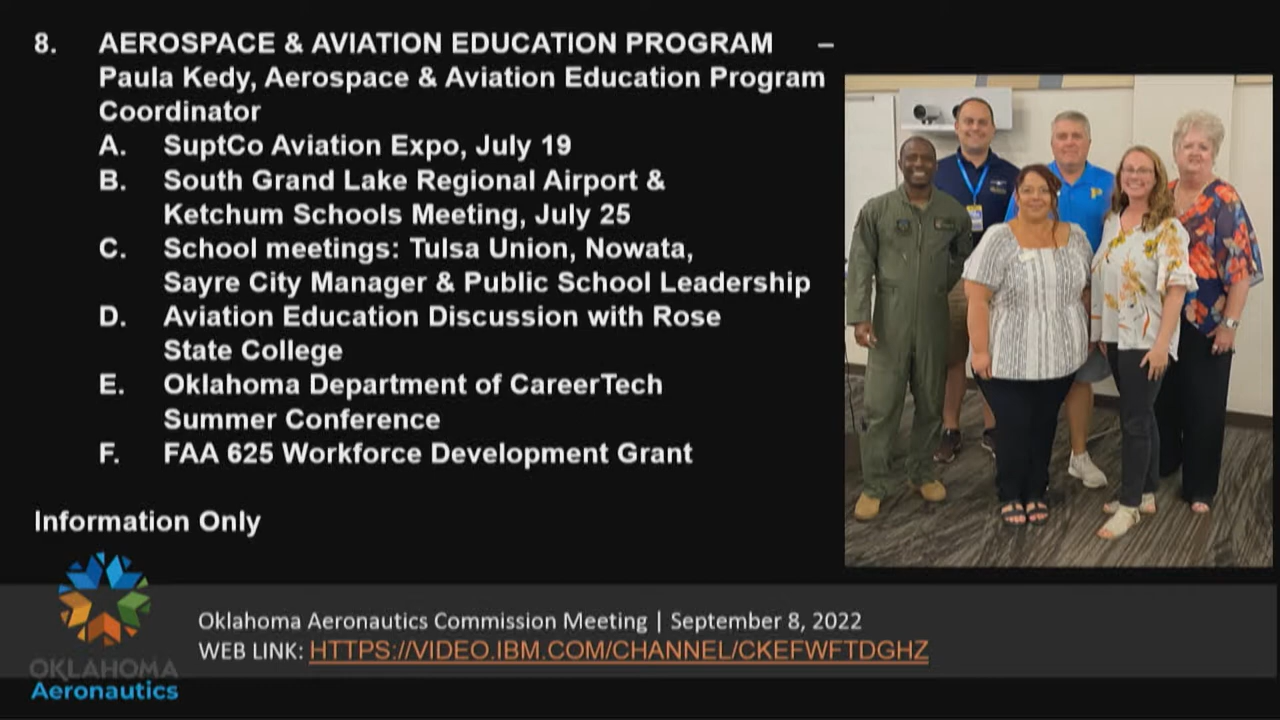 8. AEROSPACE & AVIATION EDUCATION PROGRAM –
Paula Kedy, Aerospace & Aviation Education Program
Coordinator
A. SuptCo Aviation Expo, July 19
B. South Grand Lake Regional Airport &
Ketchum Schools Meeting, July 25
C. School meetings: Tulsa Union, Nowata,
Sayre City Manager & Public School Leadership
D. Aviation Education Discussion with Rose
State College
E. Oklahoma Department of CareerTech
Summer Conference
F. FAA 625 Workforce Development Grant
Information Only
Oklahoma Aeronautics Commission Meeting | September 8, 2022
WEB LINK: HTTPS://VIDEO.IBM.COM/CHANNEL/CKEFWFTDGHZ
OKLAHOMA
Aeronautics